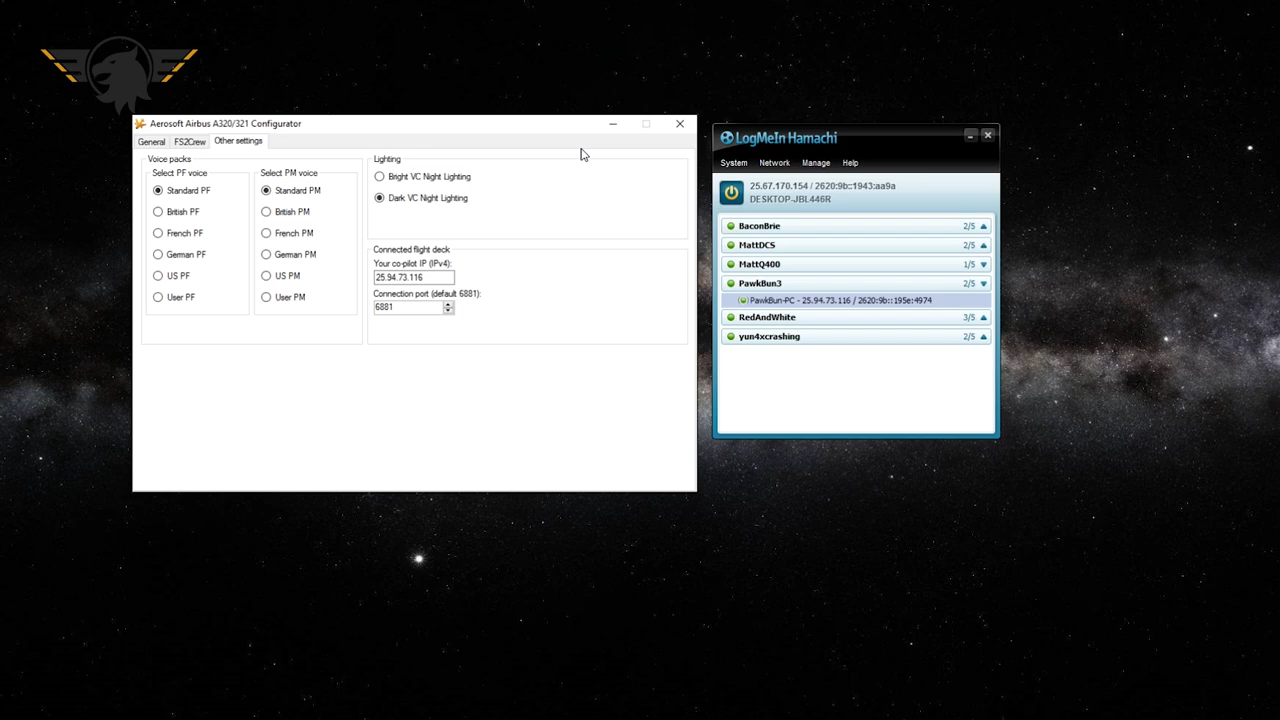 Aerosoft Airbus A320/321 Configurator
General
FS2Crew
Other settings
Voice packs
Select PF voice
Standard PF
British PF
French PF
German PF
US PF
User PF
Select PM voice
Standard PM
British PM
French PM
German PM
US PM
User PM
Lighting
Bright VC Night Lighting
Dark VC Night Lighting
Connected flight deck
Your co-pilot IP (IPv4):
25.94.73.116
Connection port (default 6881):
6881
LogMeIn Hamachi
System Network Manage Help
25.67.170.154 / 2620:9b::1943:aa9a
DESKTOP-JBL446R
BaconBrie 2/5
MattDCS 2/5
MattQ400 1/5
PawkBun3 2/5
PawkBun-PC - 25.94.73.116 / 2620:9b::195e:4974
RedAndWhite 3/5
yun4xcrashing 2/5